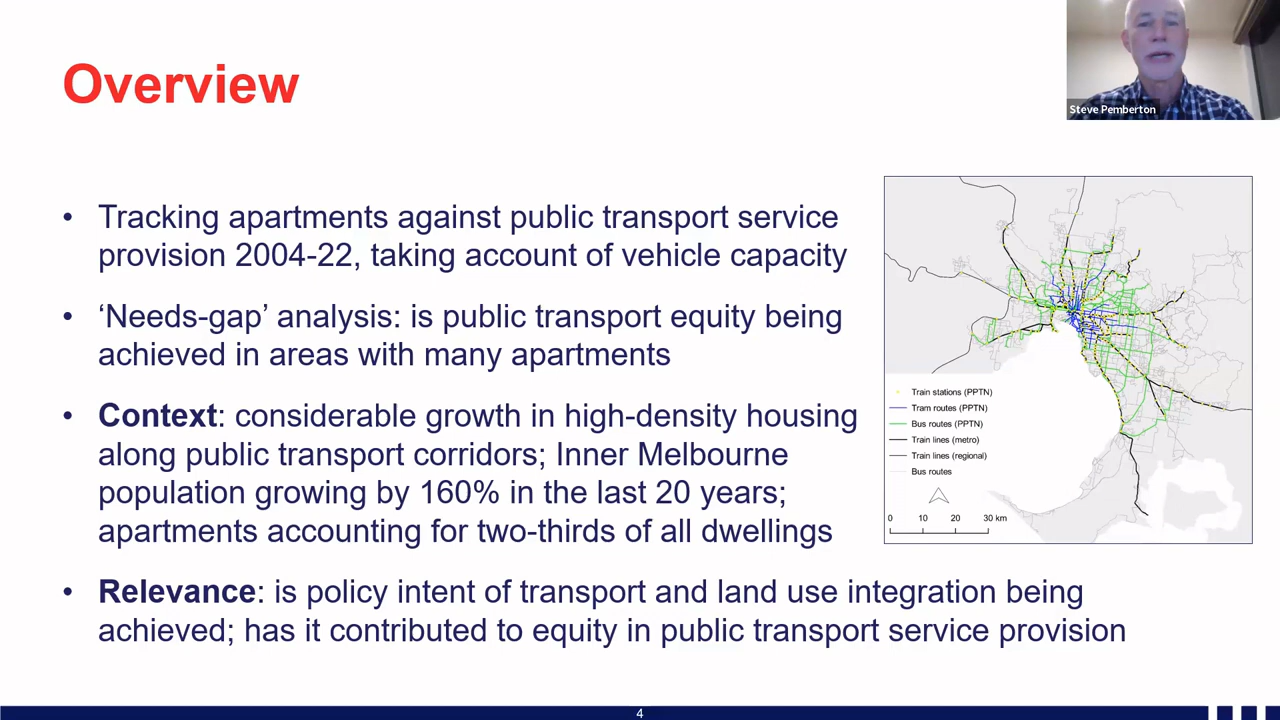 Overview
Steve Pemberton
• Tracking apartments against public transport service
provision 2004-22, taking account of vehicle capacity
• ‘Needs-gap’ analysis: is public transport equity being
achieved in areas with many apartments
• Context: considerable growth in high-density housing
along public transport corridors; Inner Melbourne
population growing by 160% in the last 20 years;
apartments accounting for two-thirds of all dwellings
• Relevance: is policy intent of transport and land use integration being
achieved; has it contributed to equity in public transport service provision
Train stations (PPTN)
Tram routes (PPTN)
Bus routes (PPTN)
Train lines (metro)
Train lines (regional)
Bus routes
0 10 20 30 km
4